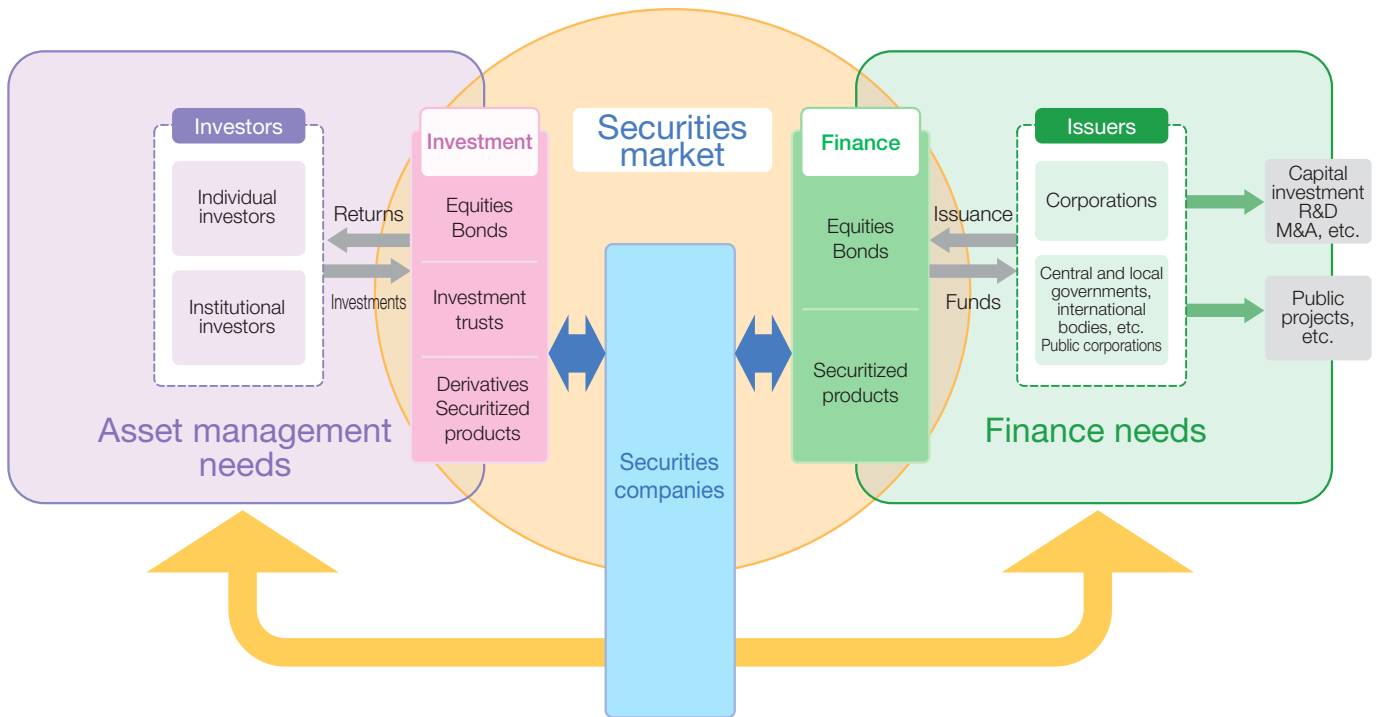 Securities
market
Investors
Individual
investors
Institutional
investors
Returns
Investments
Asset management
needs
Investment
Equities
Bonds
Investment
trusts
Derivatives
Securitized
products
Securities
companies
Finance
Equities
Bonds
Securitized
products
Issuance
Funds
Issuers
Corporations
Central and local
governments,
international
bodies, etc.
Public corporations
Finance needs
Capital
investment
R&D
M&A, etc.
Public
projects,
etc.